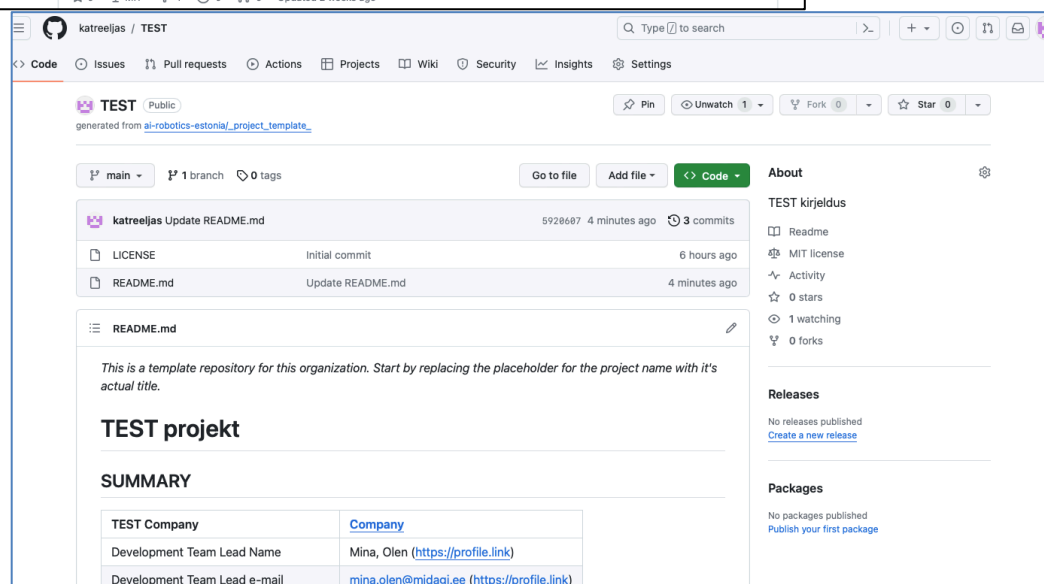 katreeljas / TEST
Type / to search
Code Issues Pull requests Actions Projects Wiki Security Insights Settings
TEST Public
Pin Unwatch 1 Fork 0 Star 0
generated from ai-robotics-estonia/_project_template_
main 1 branch 0 tags Go to file Add file <> Code
katreeljas Update README.md 5920607 4 minutes ago 3 commits
LICENSE Initial commit 6 hours ago
README.md Update README.md 4 minutes ago
README.md
This is a template repository for this organization. Start by replacing the placeholder for the project name with it's
actual title.
TEST projekt
SUMMARY
TEST Company Company
Development Team Lead Name Mina, Olen (https://profile.link)
Development Team Lead e-mail mina.olen@midagi.ee (https://profile.link)
About
TEST kirjeldus
Readme
MIT license
Activity
0 stars
1 watching
0 forks
Releases
No releases published
Create a new release
Packages
No packages published
Publish your first package